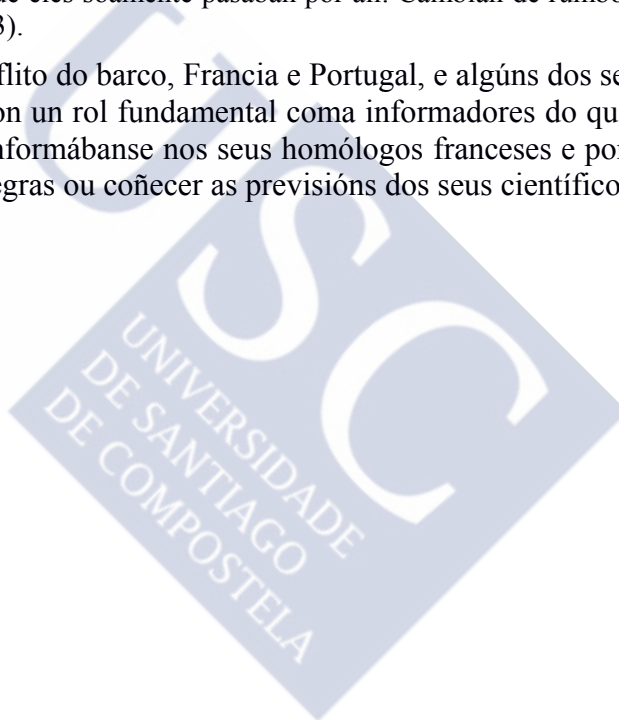 eles soamente pasaban por alí. Cambian de rumbo
3).
flito do barco, Francia e Portugal, e algúns dos se
on un rol fundamental coma informadores do qu
nformábanse nos seus homólogos franceses e por
egras ou coñecer as previsións dos seus científico
USC
UNIVERSIDADE
DE SANTIAGO
DE COMPOSTELA